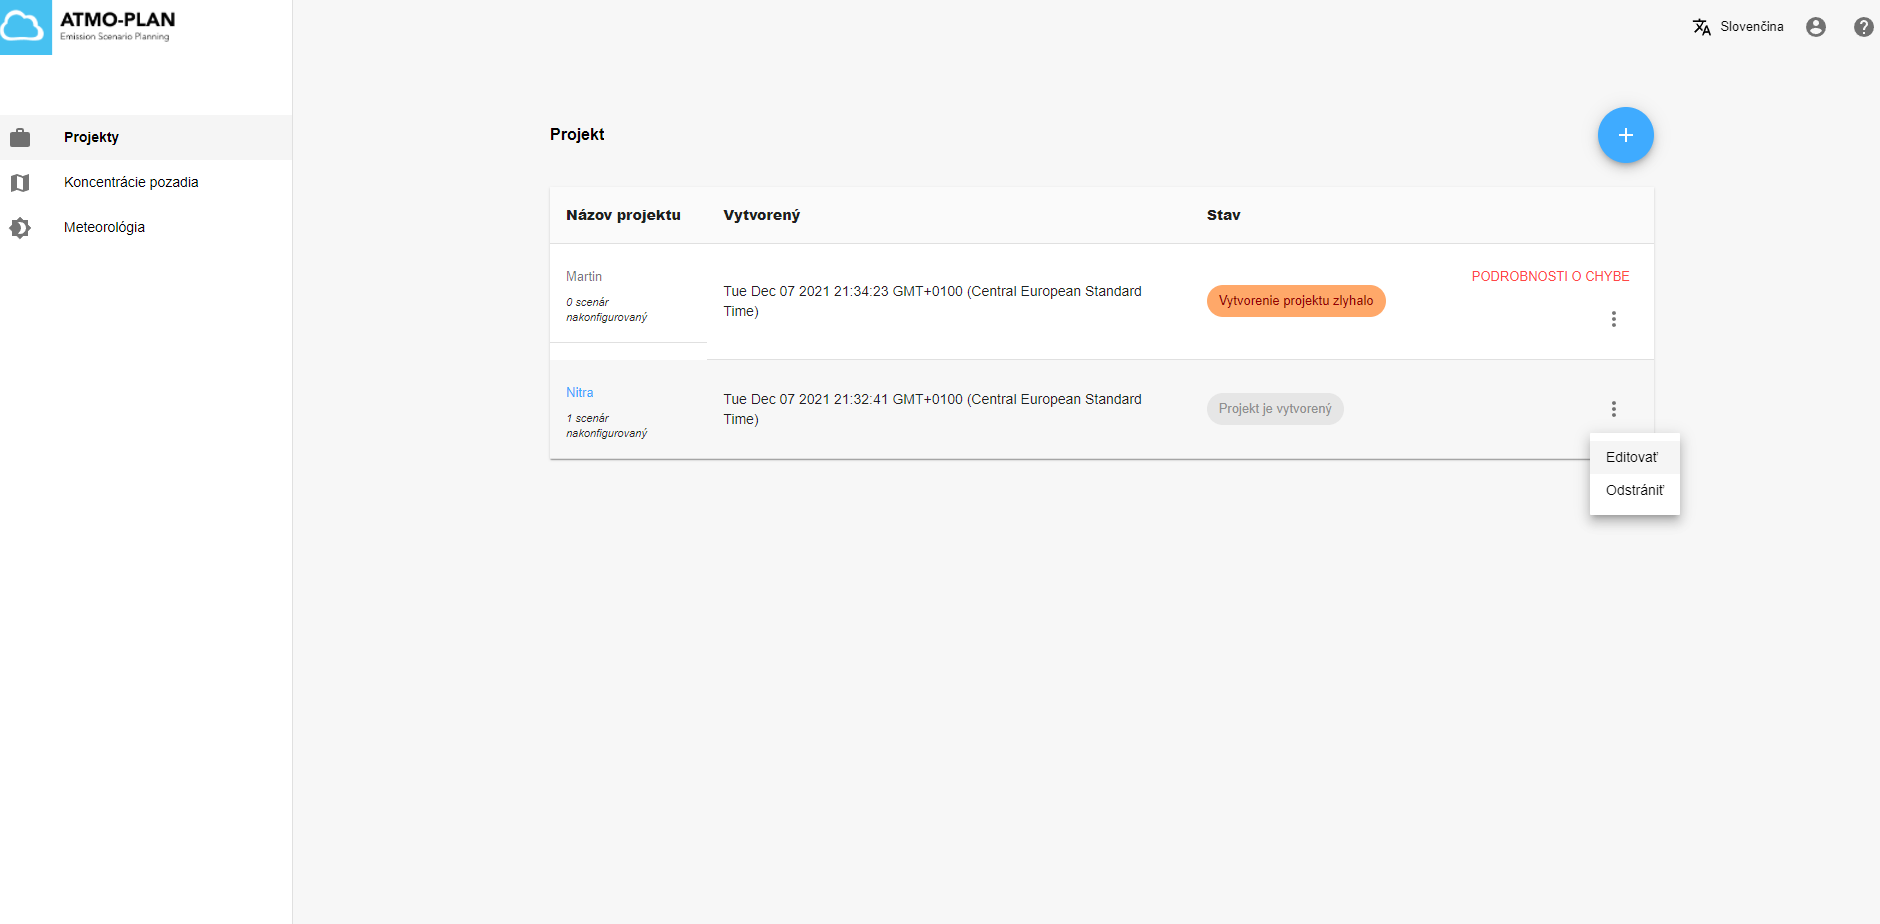 ATMO-PLAN
Emission Scenario Planning
Slovenčina
Projekty
Koncentrácie pozadia
Meteorológia
Projekt
Názov projektu
Vytvorený
Stav
Martin
0 scenár
nakonfigurovaný
Tue Dec 07 2021 21:34:23 GMT+0100 (Central European Standard
Time)
Vytvorenie projektu zlyhalo
PODROBNOSTI O CHYBE
Nitra
1 scenár
nakonfigurovaný
Tue Dec 07 2021 21:32:41 GMT+0100 (Central European Standard
Time)
Projekt je vytvorený
Editovať
Odstrániť